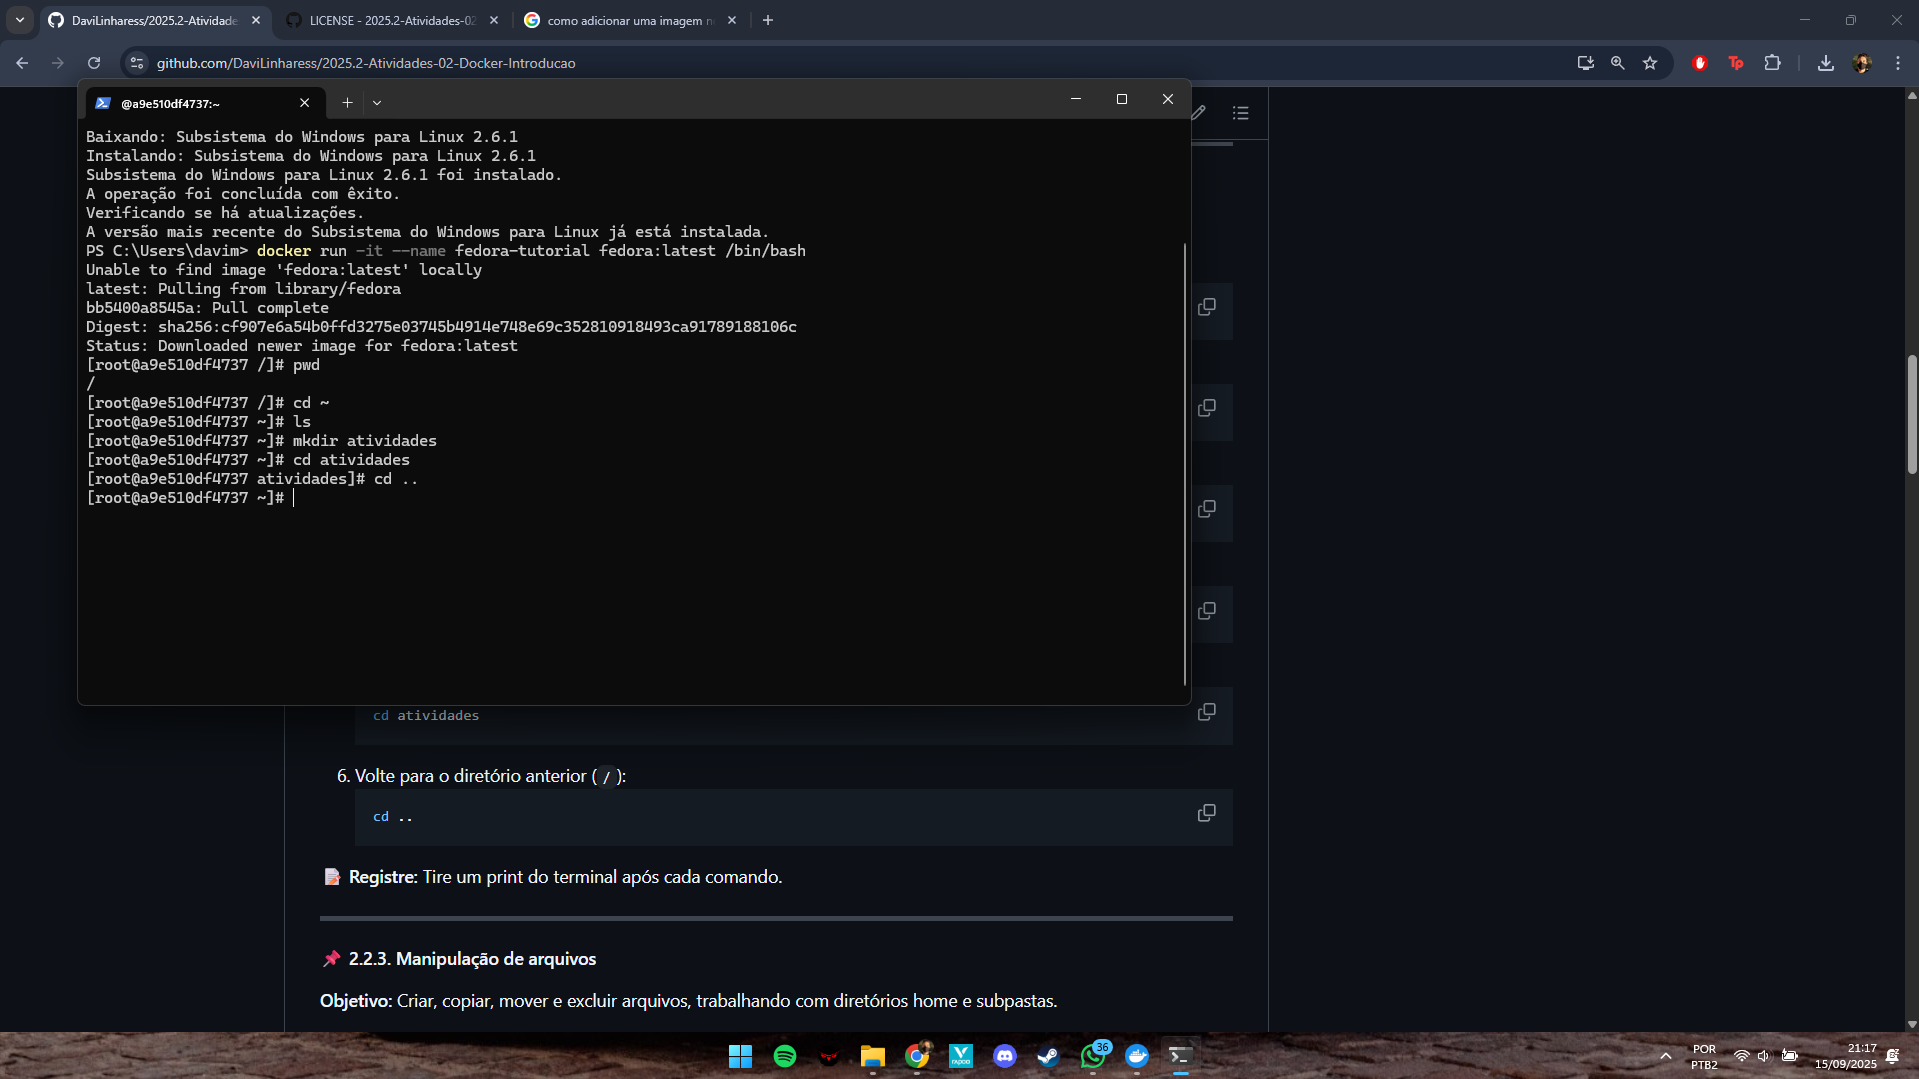 DaviLinharess/2025.2-Atividade
LICENSE - 2025.2-Atividades-02
como adicionar uma imagem n
github.com/DaviLinharess/2025.2-Atividades-02-Docker-Introducao
Tp
@a9e510df4737:~
Baixando: Subsistema do Windows para Linux 2.6.1
Instalando: Subsistema do Windows para Linux 2.6.1
Subsistema do Windows para Linux 2.6.1 foi instalado.
A operação foi concluída com êxito.
Verificando se há atualizações.
A versão mais recente do Subsistema do Windows para Linux já está instalada.
PS C:\Users\davim> docker run -it --name fedora-tutorial fedora:latest /bin/bash
Unable to find image 'fedora:latest' locally
latest: Pulling from library/fedora
bb5400a8545a: Pull complete
Digest: sha256:cf907e6a54b0ffd3275e03745b4914e748e69c352810918493ca91789188106c
Status: Downloaded newer image for fedora:latest
[root@a9e510df4737 /]# pwd
/
[root@a9e510df4737 /]# cd ~
[root@a9e510df4737 ~]# ls
[root@a9e510df4737 ~]# mkdir atividades
[root@a9e510df4737 ~]# cd atividades
[root@a9e510df4737 atividades]# cd ..
[root@a9e510df4737 ~]#
cd atividades
6. Volte para o diretório anterior ( / ):
cd ..
📝 Registre: Tire um print do terminal após cada comando.
📌 2.2.3. Manipulação de arquivos
Objetivo: Criar, copiar, mover e excluir arquivos, trabalhando com diretórios home e subpastas.
V
rapoo
36
POR
PTB2
21:17
15/09/2025